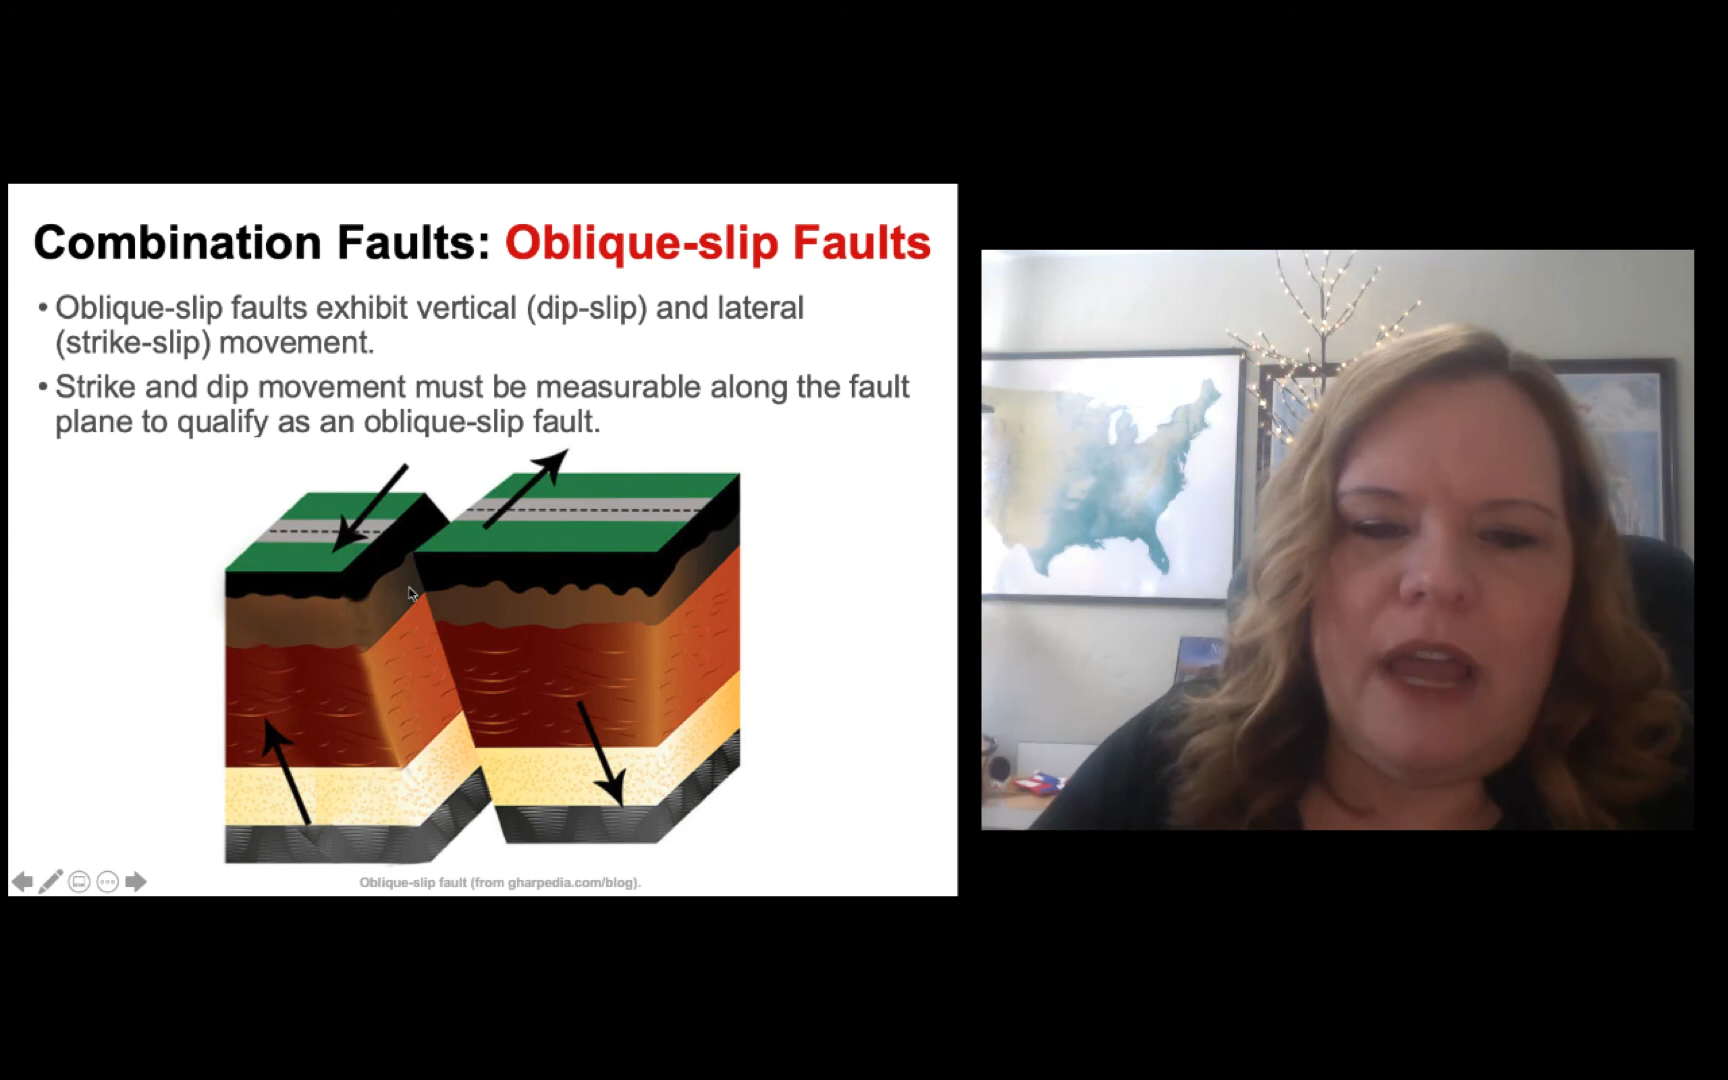 Combination Faults: Oblique-slip Faults
• Oblique-slip faults exhibit vertical (dip-slip) and lateral
(strike-slip) movement.
• Strike and dip movement must be measurable along the fault
plane to qualify as an oblique-slip fault.
Oblique-slip fault (from gharpedia.com/blog).